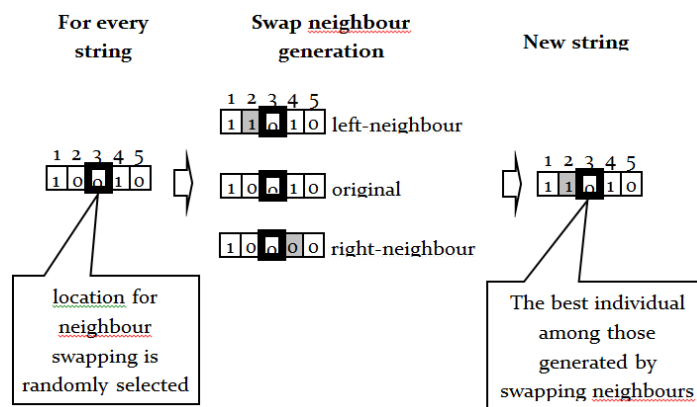 For every
string
Swap neighbour
generation
New string
1 2 3 4 5
1 1 0 1 0 left-neighbour
1 2 3 4 5
1 0 0 1 0
1 0 0 1 0 original
1 2 3 4 5
1 1 0 1 0
1 0 0 0 0 right-neighbour
location for
neighbour
swapping is
randomly selected
The best individual
among those
generated by
swapping neighbours